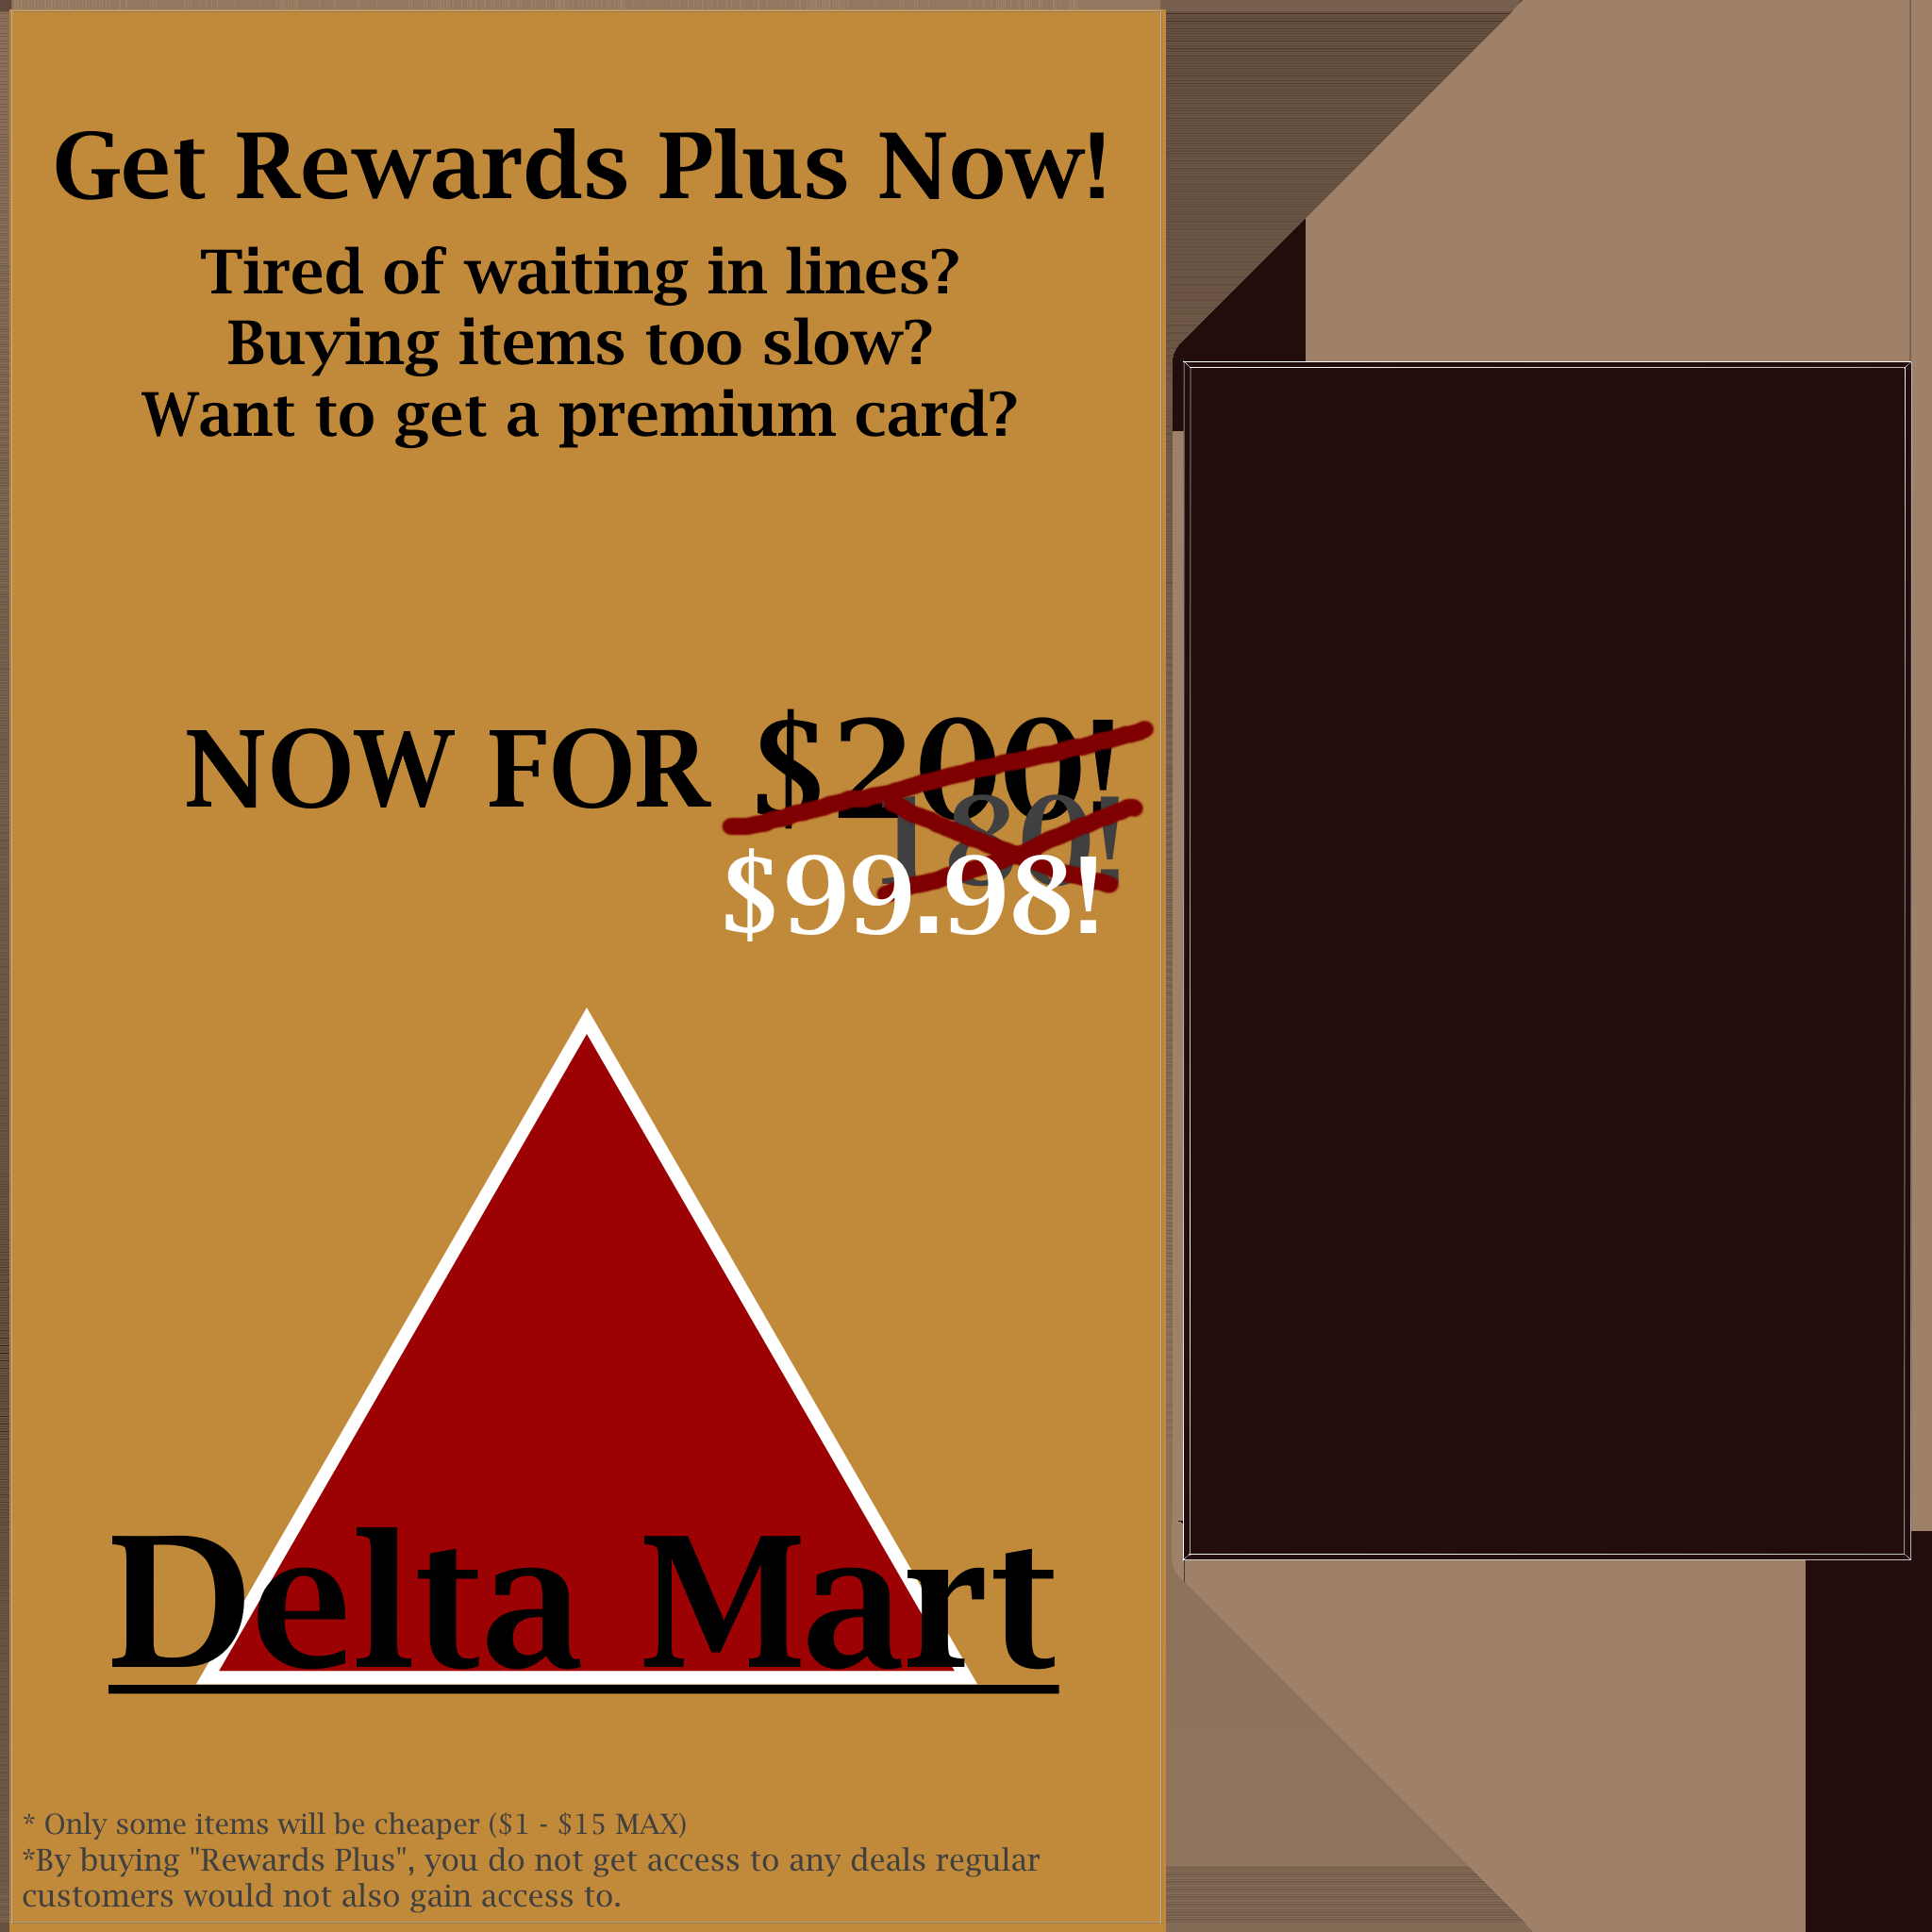 Get Rewards Plus Now!
Tired of waiting in lines?
Buying items too slow?
Want to get a premium card?
NOW FOR $200!
180!
$99.98!
Delta Mart
* Only some items will be cheaper ($1 - $15 MAX)
*By buying "Rewards Plus", you do not get access to any deals regular
customers would not also gain access to.